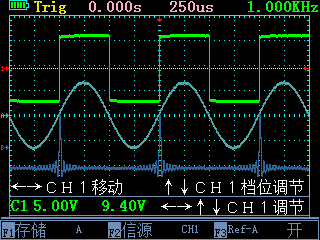 Trig 0.000s 250us 1.000KHz
←→CH1移动 ↑↓CH1档位调节
C1 5.00V 9.40V ←→ ↑↓CH1调节
F1存储 A F2信源 CH1 F3Ref-A 开